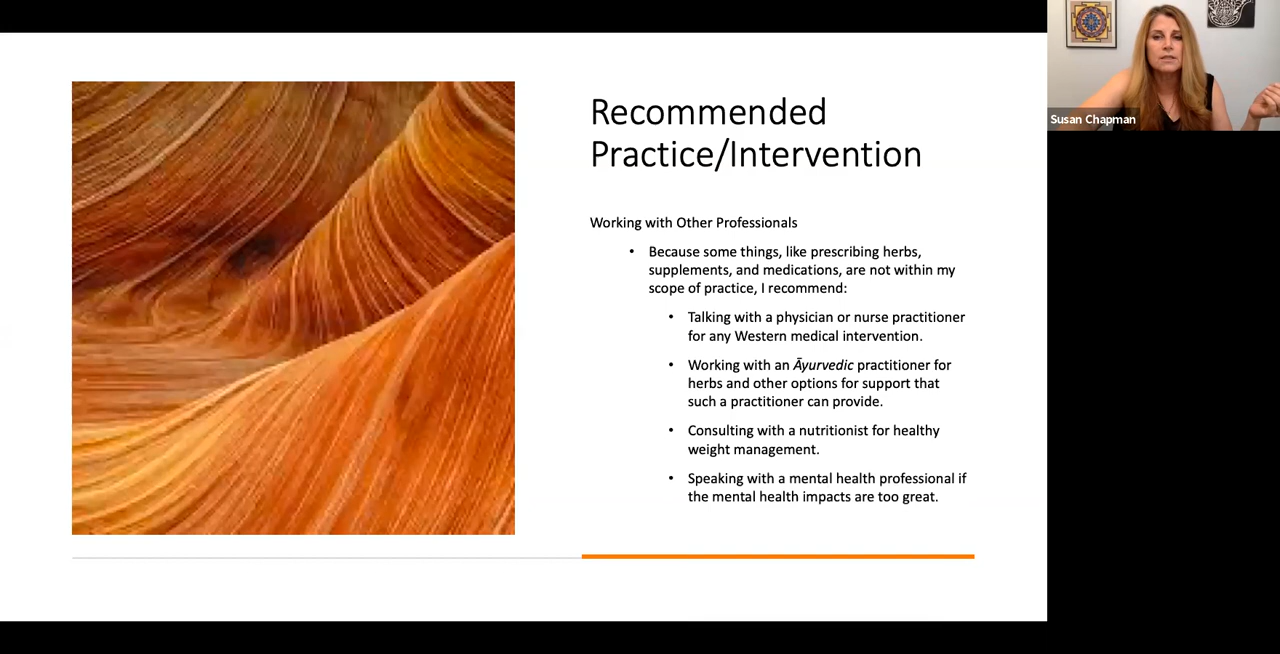 Recommended
Practice/Intervention
Working with Other Professionals
• Because some things, like prescribing herbs,
supplements, and medications, are not within my
scope of practice, I recommend:
• Talking with a physician or nurse practitioner
for any Western medical intervention.
• Working with an Āyurvedic practitioner for
herbs and other options for support that
such a practitioner can provide.
• Consulting with a nutritionist for healthy
weight management.
• Speaking with a mental health professional if
the mental health impacts are too great.
Susan Chapman